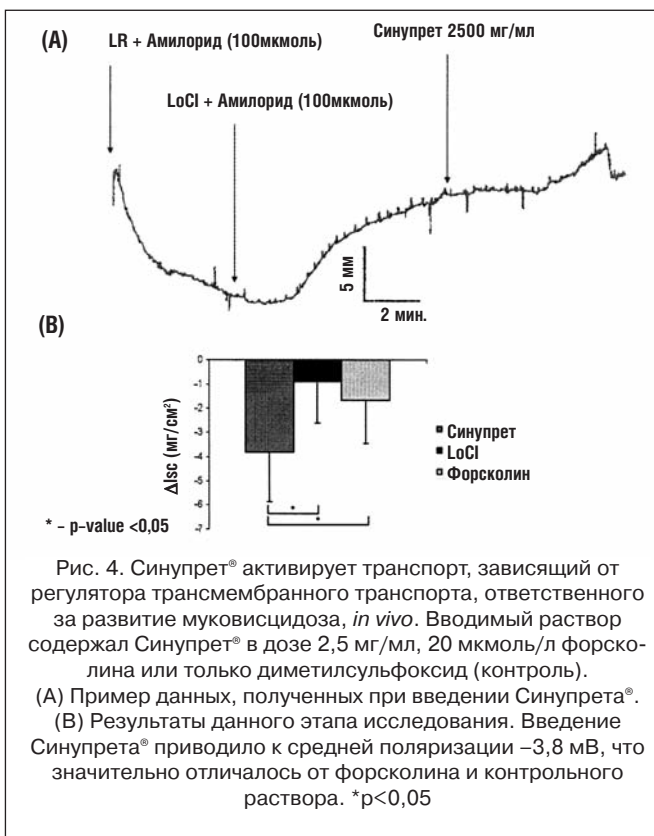 (A)
LR + Амилорид (100мкмоль)
Синупрет 2500 мг/мл
LoCl + Амилорид (100мкмоль)
5 мм
2 мин.
(B)
0
-1
-2
-3
-4
-5
-6
-7
ΔIsc (мг/см²)
Синупрет
LoCl
Форсколин
*
*
* – p-value <0,05
Рис. 4. Синупрет® активирует транспорт, зависящий от
регулятора трансмембранного транспорта, ответственного
за развитие муковисцидоза, in vivo. Вводимый раствор
содержал Синупрет® в дозе 2,5 мг/мл, 20 мкмоль/л форско-
лина или только диметилсульфоксид (контроль).
(A) Пример данных, полученных при введении Синупрета®.
(B) Результаты данного этапа исследования. Введение
Синупрета® приводило к средней поляризации –3,8 мВ, что
значительно отличалось от форсколина и контрольного
раствора. *p<0,05